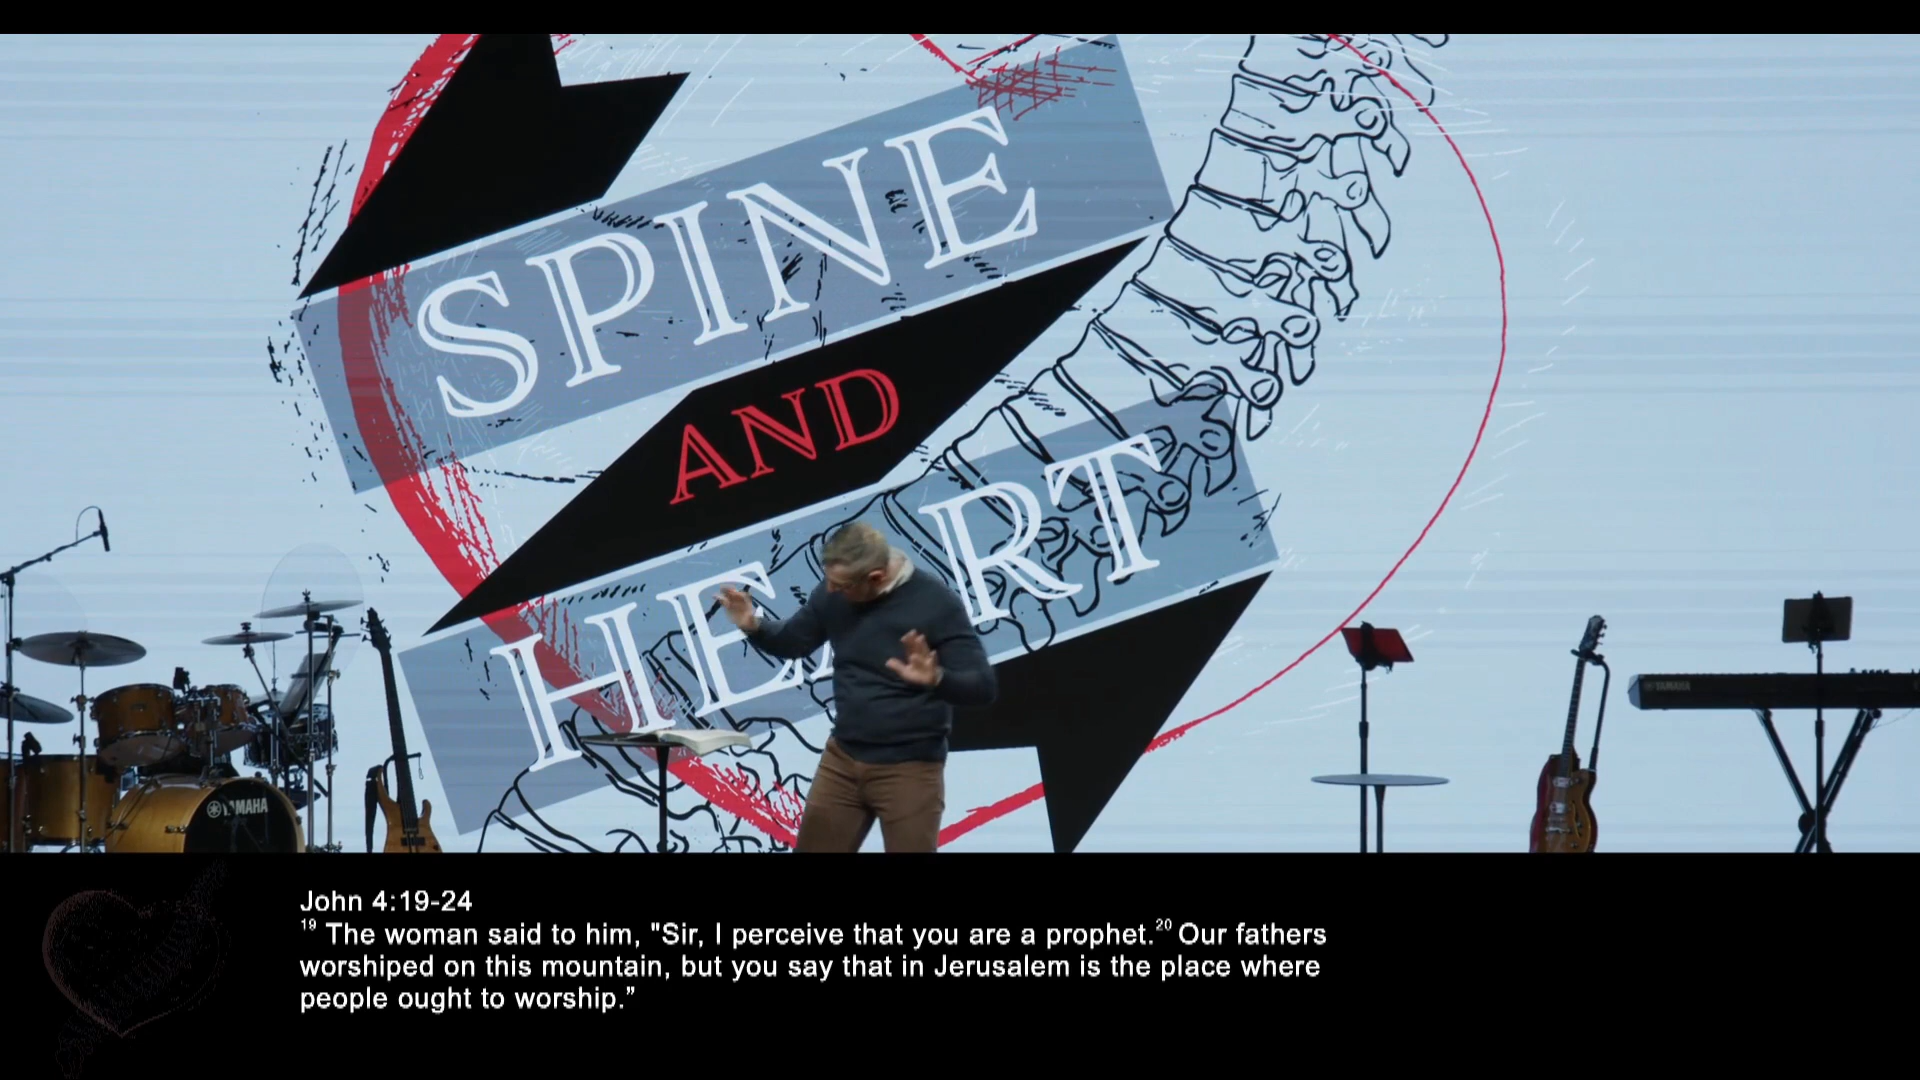 SPINE
AND
HEART
YAMAHA
YAMAHA
John 4:19-24
19 The woman said to him, "Sir, I perceive that you are a prophet.20 Our fathers
worshiped on this mountain, but you say that in Jerusalem is the place where
people ought to worship.”